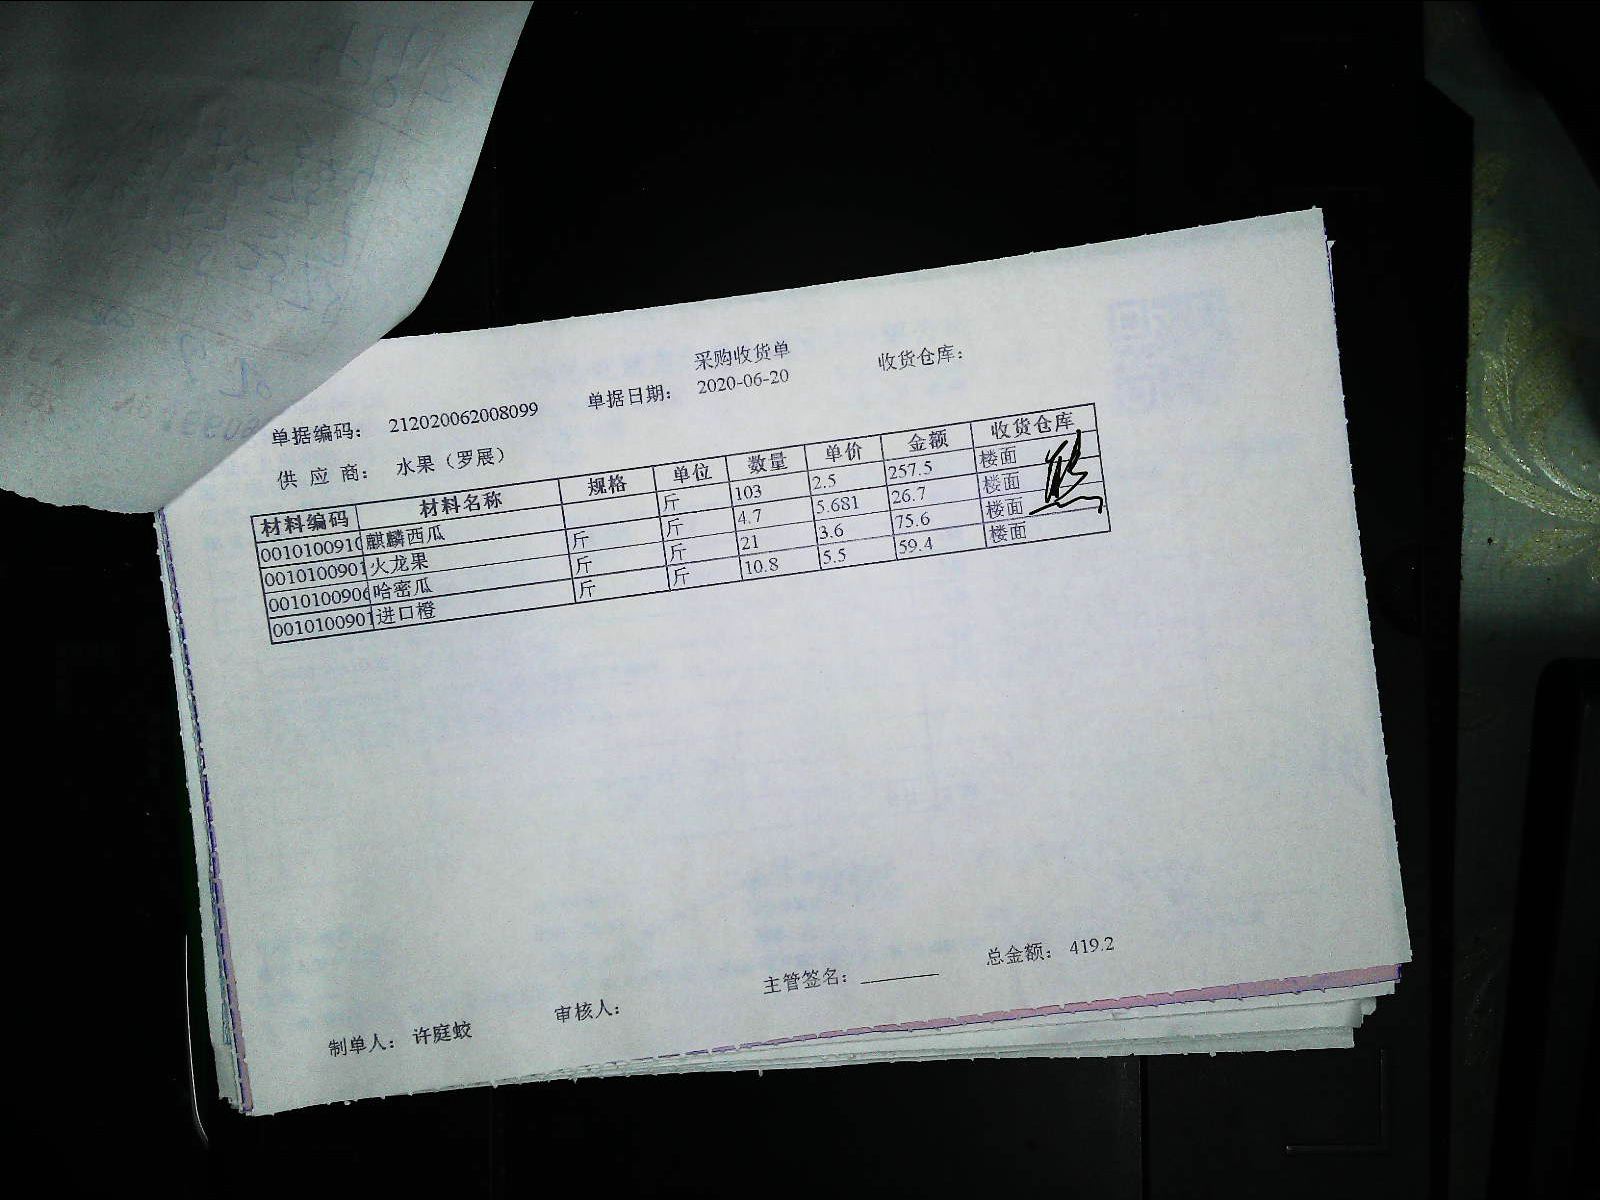 采购收货单
单据编码： 212020062008099 单据日期： 2020-06-20 收货仓库：
供 应 商： 水果（罗展）
材料编码 材料名称 规格 单位 数量 单价 金额 收货仓库
0010100910 麒麟西瓜 斤 103 2.5 257.5 楼面
0010100901 火龙果 斤 斤 4.7 5.681 26.7 楼面
0010100906 哈密瓜 斤 斤 21 3.6 75.6 楼面
0010100901 进口橙 斤 斤 10.8 5.5 59.4 楼面
制单人： 许庭蛟 审核人： 主管签名： 总金额： 419.2